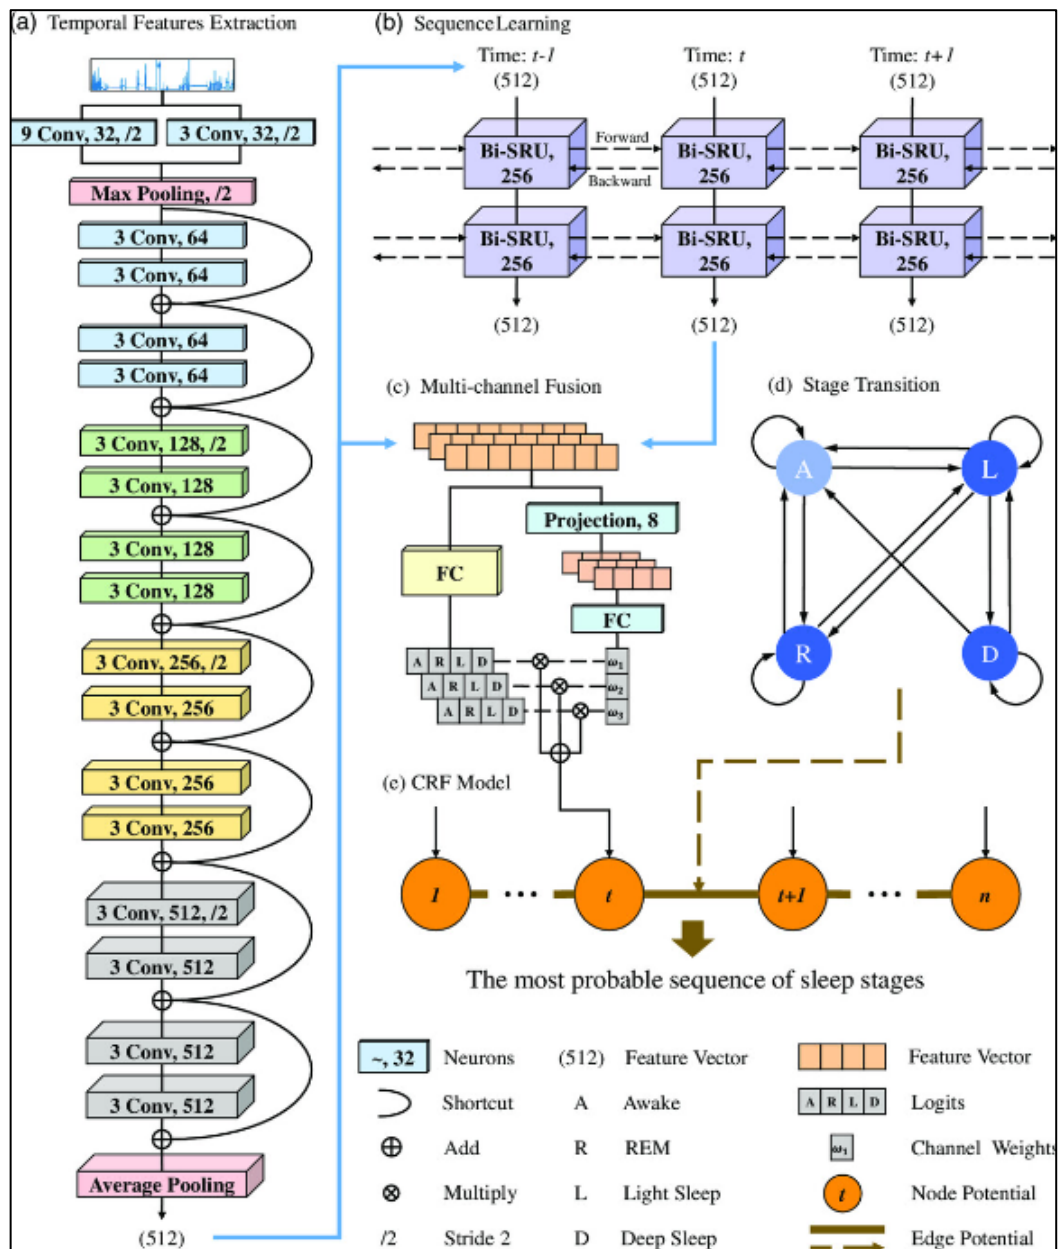 (a) Temporal Features Extraction
9 Conv, 32, /2
3 Conv, 32, /2
Max Pooling, /2
3 Conv, 64
3 Conv, 64
3 Conv, 64
3 Conv, 64
3 Conv, 128, /2
3 Conv, 128
3 Conv, 128
3 Conv, 128
3 Conv, 256, /2
3 Conv, 256
3 Conv, 256
3 Conv, 256
3 Conv, 512, /2
3 Conv, 512
3 Conv, 512
3 Conv, 512
Average Pooling
(512)
(b) Sequence Learning
Time: t-1 Time: t Time: t+1
(512) (512) (512)
Forward
Bi-SRU, 
256
Bi-SRU, 
256
Bi-SRU, 
256
Backward
Bi-SRU, 
256
Bi-SRU, 
256
Bi-SRU, 
256
(512) (512) (512)
(c) Multi-channel Fusion
Projection, 8
FC
FC
A R L D
A R L D
A R L D
ω1
ω2
ω3
(d) Stage Transition
A L
R D
(e) CRF Model
1 ... t t+1 ... n
The most probable sequence of sleep stages
~, 32 Neurons (512) Feature Vector Feature Vector
Shortcut A Awake A R L D Logits
Add R REM ω1 Channel Weights
Multiply L Light Sleep t Node Potential
/2 Stride 2 D Deep Sleep Edge Potential